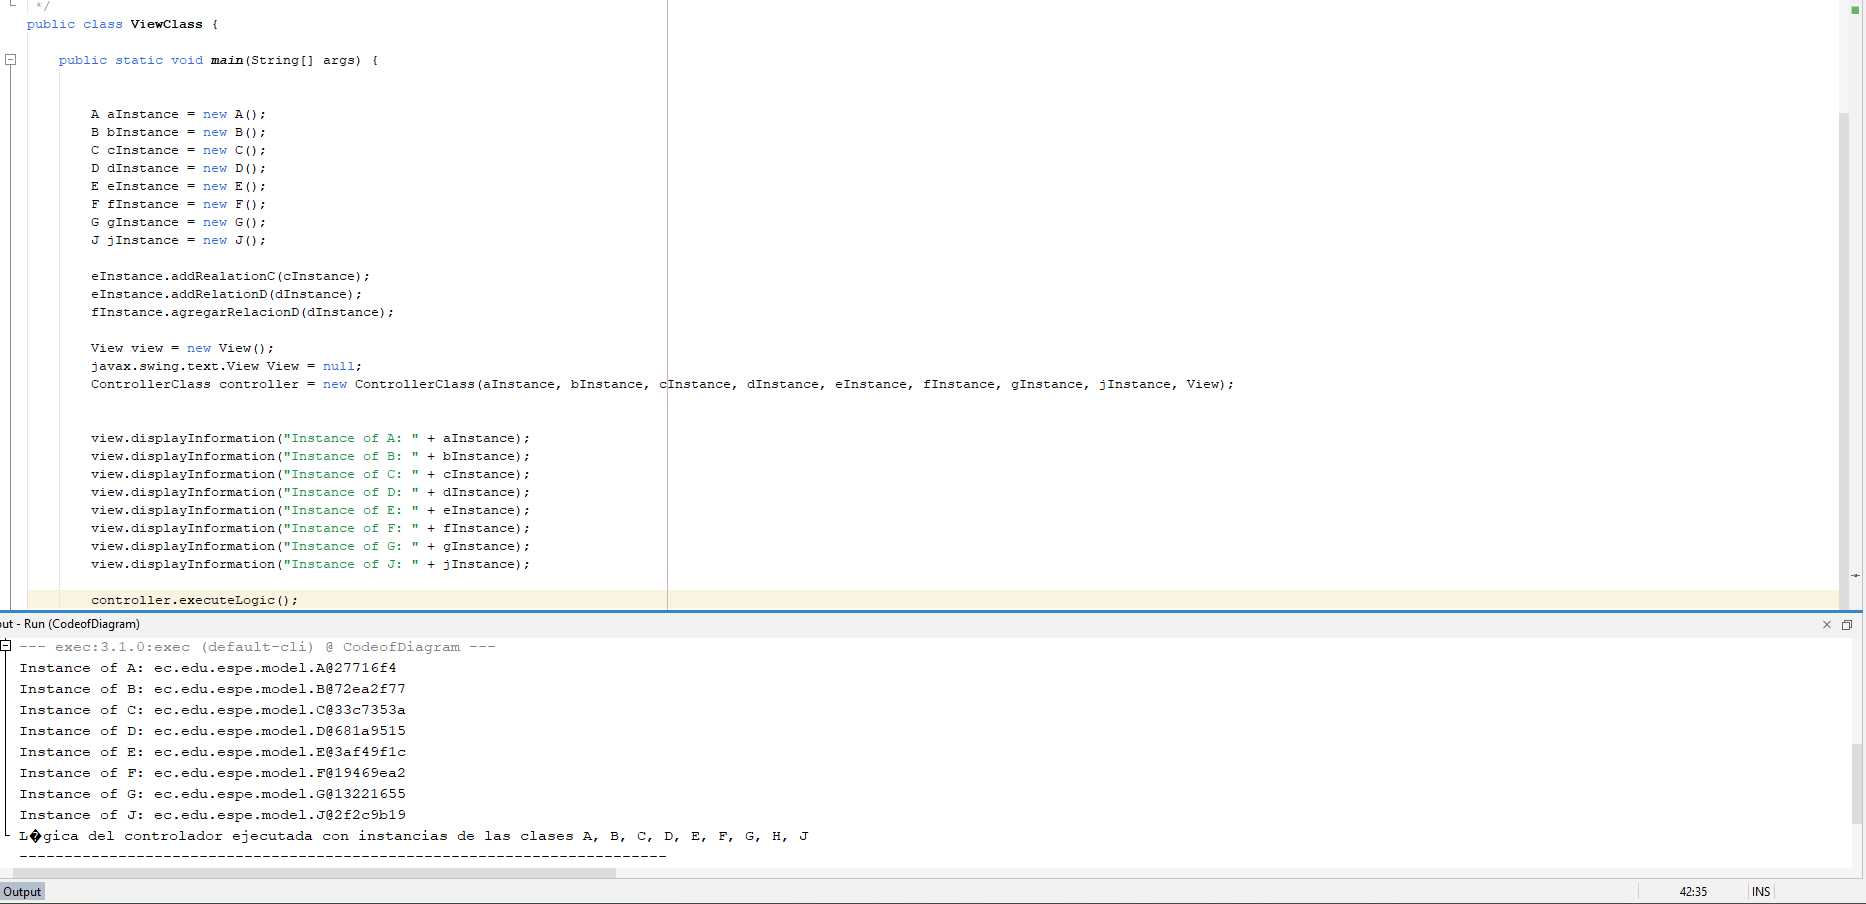 */
public class ViewClass {
public static void main(String[] args) {
A aInstance = new A();
B bInstance = new B();
C cInstance = new C();
D dInstance = new D();
E eInstance = new E();
F fInstance = new F();
G gInstance = new G();
J jInstance = new J();
eInstance.addRealationC(cInstance);
eInstance.addRelationD(dInstance);
fInstance.agregarRelacionD(dInstance);
View view = new View();
javax.swing.text.View View = null;
ControllerClass controller = new ControllerClass(aInstance, bInstance, cInstance, dInstance, eInstance, fInstance, gInstance, jInstance, View);
view.displayInformation("Instance of A: " + aInstance);
view.displayInformation("Instance of B: " + bInstance);
view.displayInformation("Instance of C: " + cInstance);
view.displayInformation("Instance of D: " + dInstance);
view.displayInformation("Instance of E: " + eInstance);
view.displayInformation("Instance of F: " + fInstance);
view.displayInformation("Instance of G: " + gInstance);
view.displayInformation("Instance of J: " + jInstance);
controller.executeLogic();
out - Run (CodeofDiagram)
--- exec:3.1.0:exec (default-cli) @ CodeofDiagram ---
Instance of A: ec.edu.espe.model.A@27716f4
Instance of B: ec.edu.espe.model.B@72ea2f77
Instance of C: ec.edu.espe.model.C@33c7353a
Instance of D: ec.edu.espe.model.D@681a9515
Instance of E: ec.edu.espe.model.E@3af49f1c
Instance of F: ec.edu.espe.model.F@19469ea2
Instance of G: ec.edu.espe.model.G@13221655
Instance of J: ec.edu.espe.model.J@2f2c9b19
L�gica del controlador ejecutada con instancias de las clases A, B, C, D, E, F, G, H, J
------------------------------------------------------------------------
Output
42:35 INS